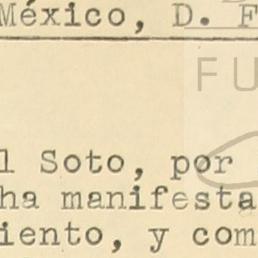 México, D. F
FU
l Soto, por
ha manifesta
iento, y com